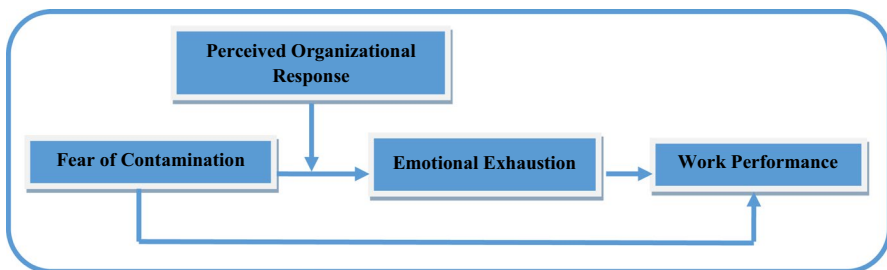 Perceived Organizational
Response
Fear of Contamination
Emotional Exhaustion
Work Performance